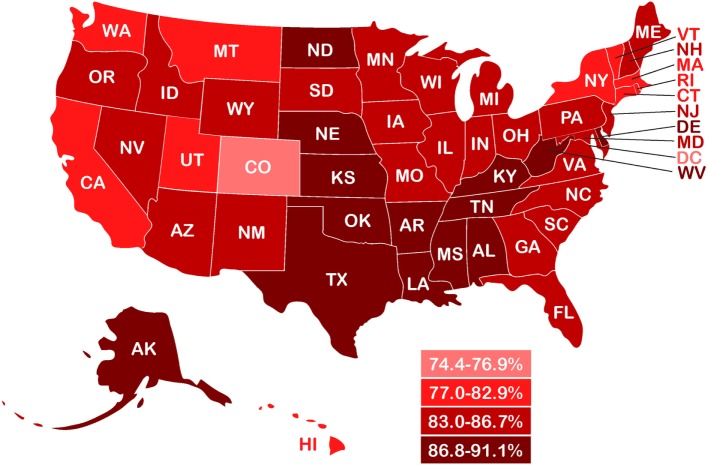 WA
MT
ND
MN
ME
VT
NH
MA
RI
CT
NJ
DE
MD
DC
WV
OR
ID
WY
SD
WI
MI
NY
PA
NE
IA
IL
IN
OH
NV
UT
CO
KS
MO
KY
VA
CA
AZ
NM
OK
AR
TN
NC
SC
TX
LA
MS
AL
GA
FL
AK
HI
74.4-76.9%
77.0-82.9%
83.0-86.7%
86.8-91.1%